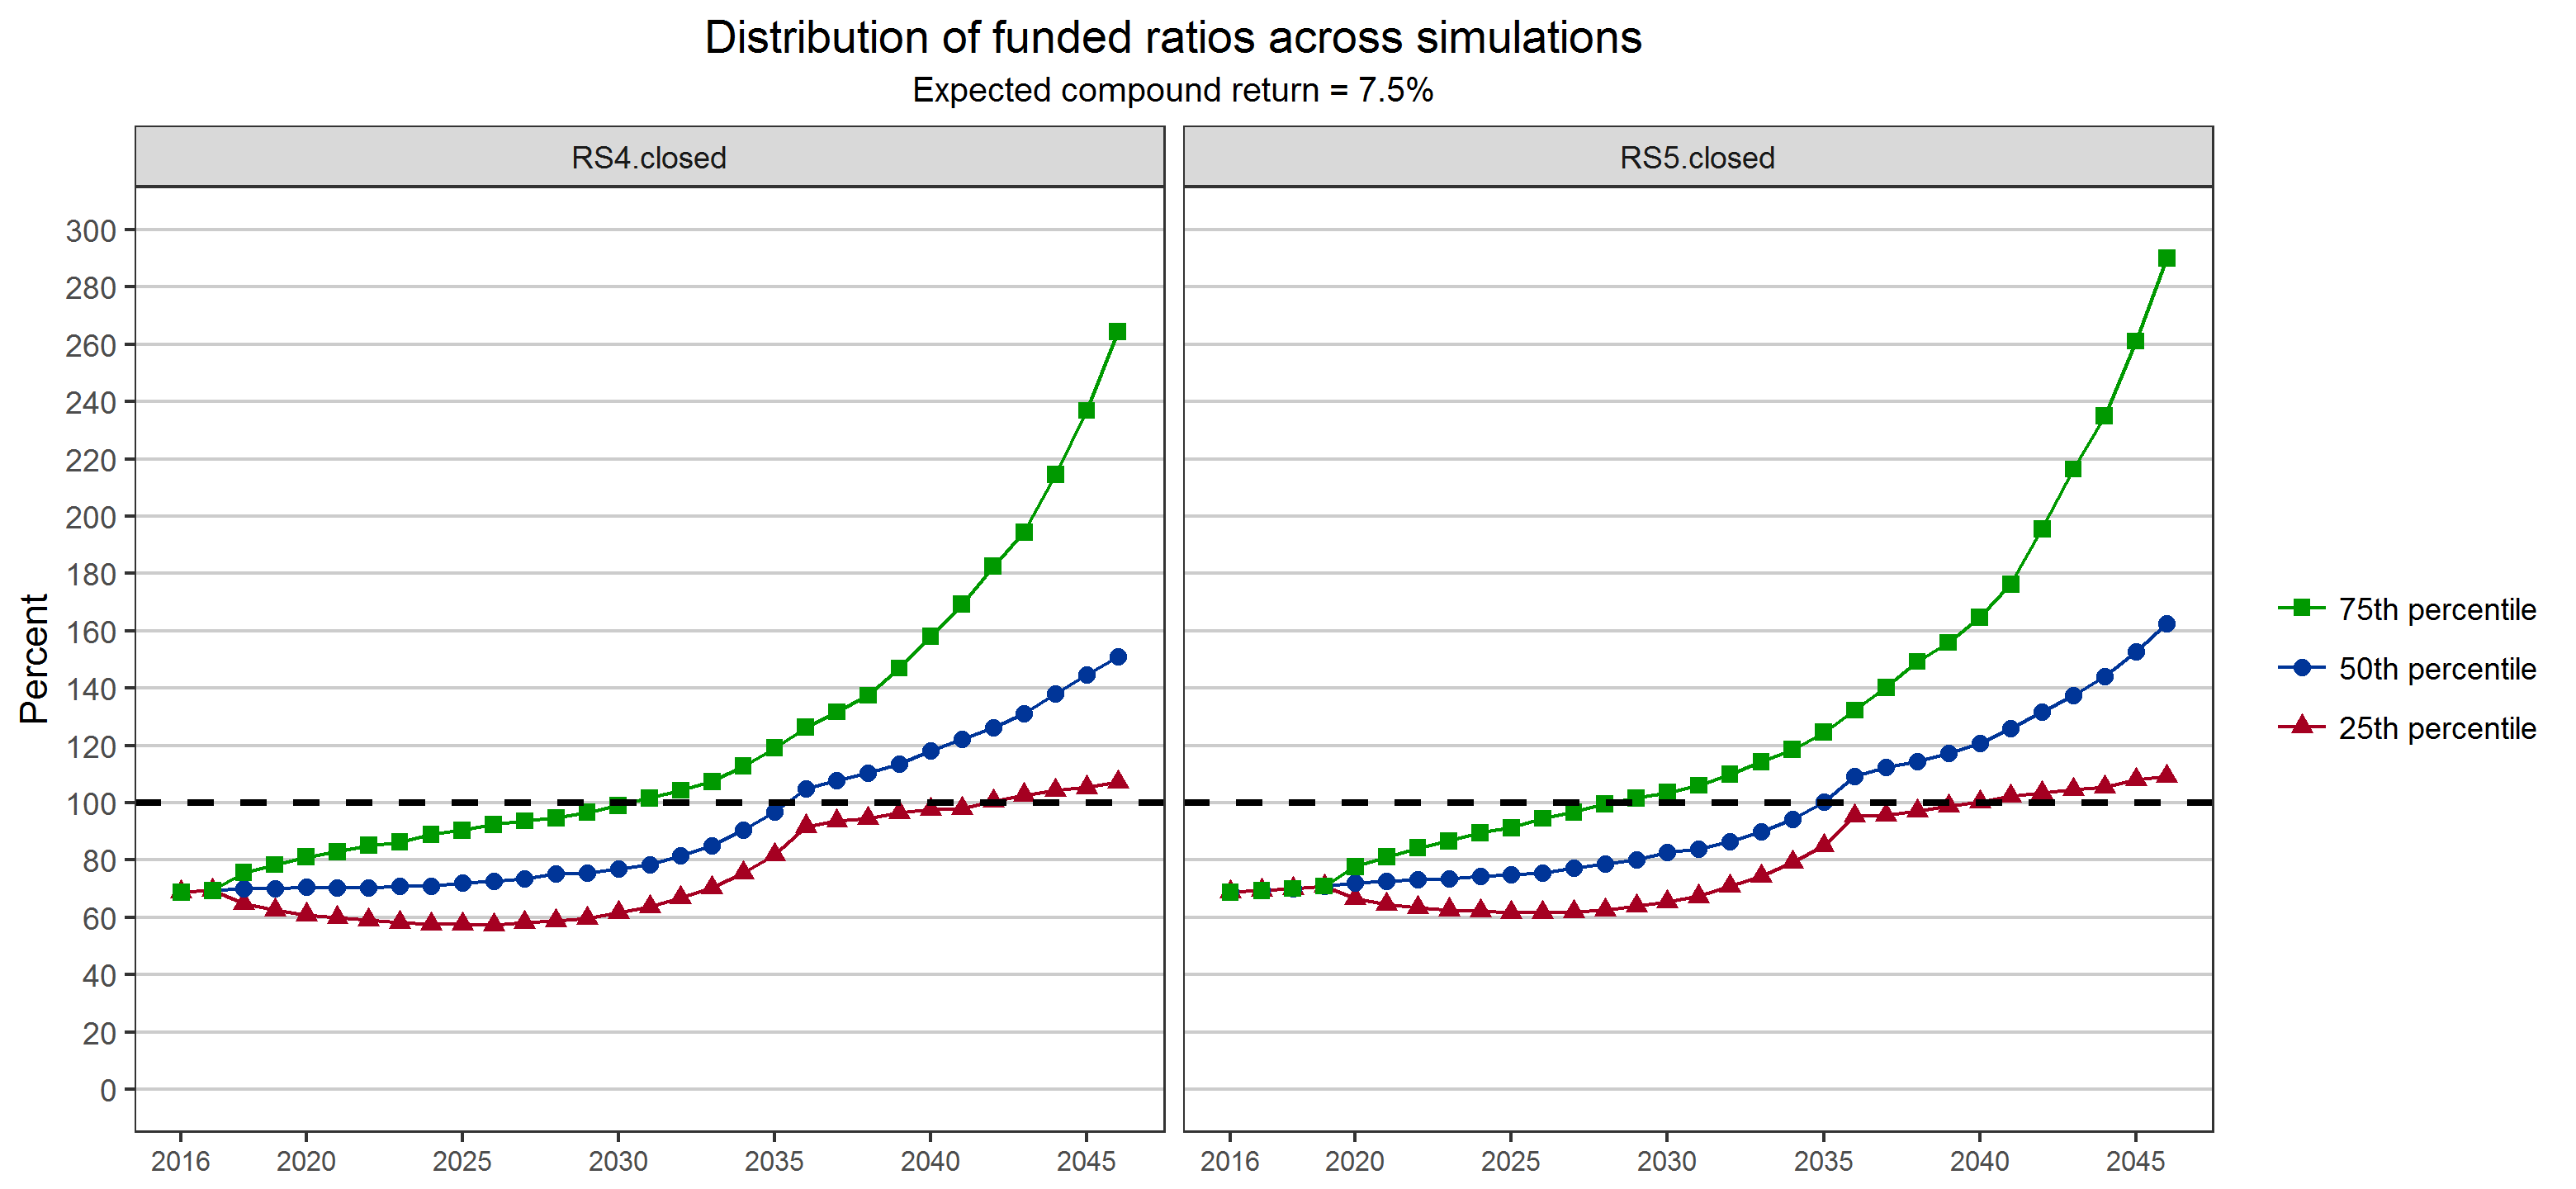 Distribution of funded ratios across simulations
Expected compound return = 7.5%
RS4.closed
RS5.closed
Percent
300
280
260
240
220
200
180
160
140
120
100
80
60
40
20
0
2016 2020 2025 2030 2035 2040 2045
2016 2020 2025 2030 2035 2040 2045
75th percentile
50th percentile
25th percentile